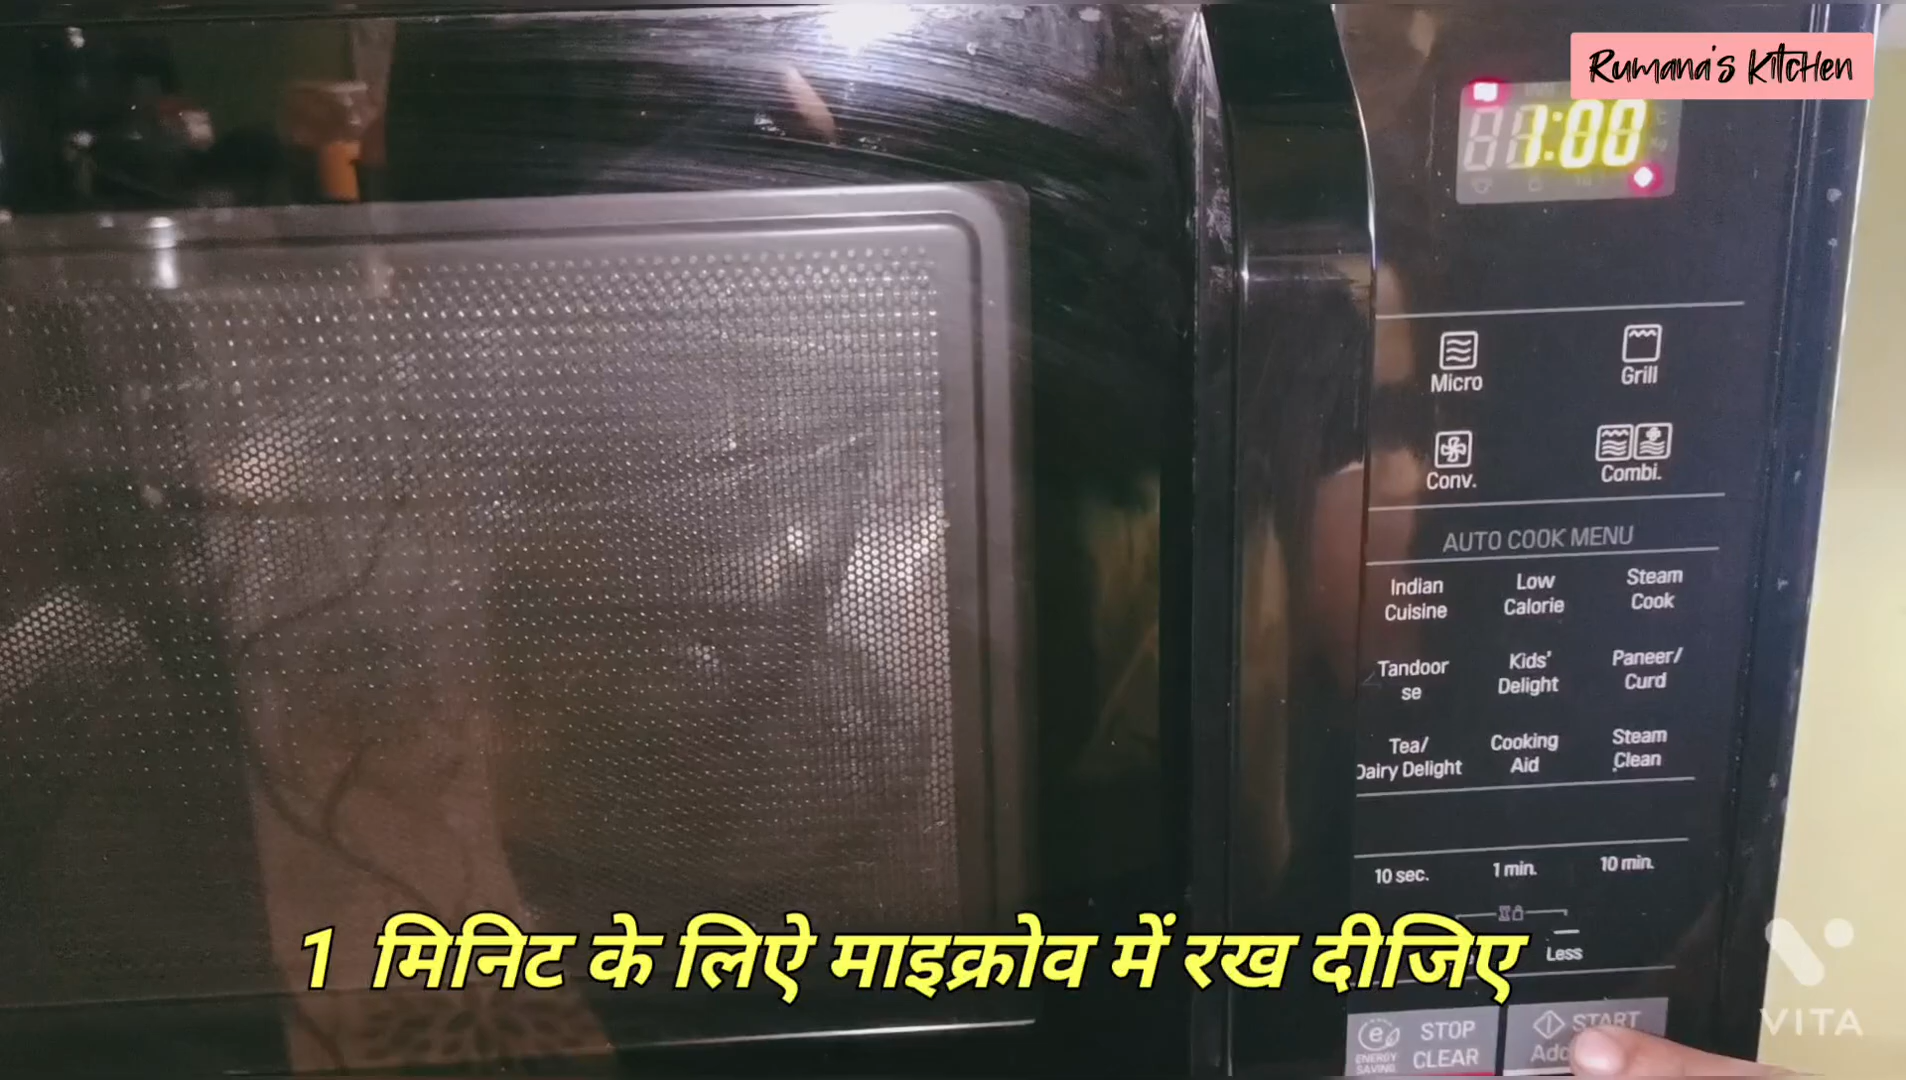 Rumana's Kitchen
1:00
Micro
Grill
Conv.
Combi.
AUTO COOK MENU
Indian Cuisine
Low Calorie
Steam Cook
Tandoor se
Kids' Delight
Paneer/ Curd
Tea/ Dairy Delight
Cooking Aid
Steam Clean
10 sec.
1 min.
10 min.
Less
1 मिनिट के लिऐ माइक्रोव में रख दीजिए
ENERGY SAVING
STOP CLEAR
START
VITA